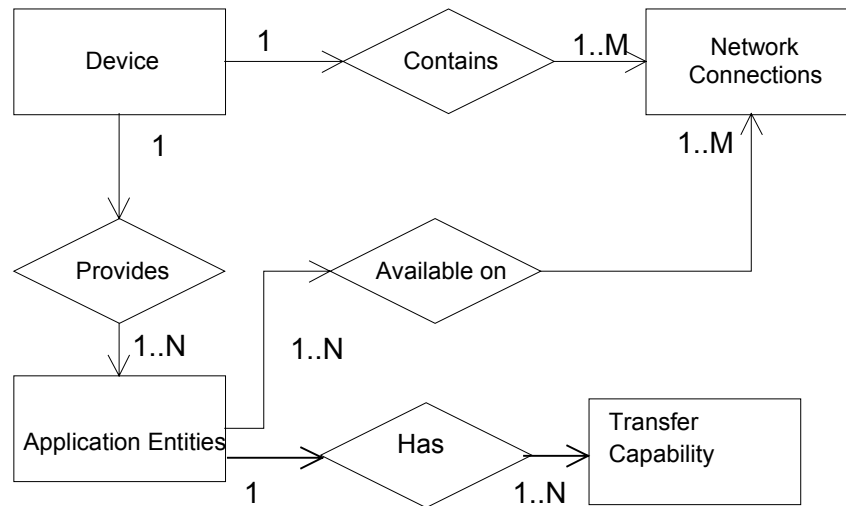 Device
1
Contains
1..M
Network
Connections
1
1..M
Provides
Available on
1..N
1..N
Application Entities
1
Has
1..N
Transfer
Capability